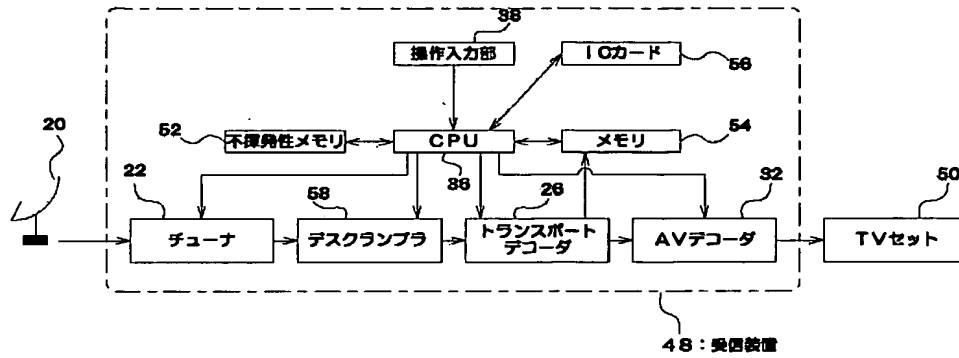 38
操作入力部
ICカード
56
20
52
不揮発性メモリ
CPU
36
メモリ
54
22
58
26
32
50
チューナ
デスクランブラ
トランスポート
デコーダ
AVデコーダ
TVセット
48：受信装置